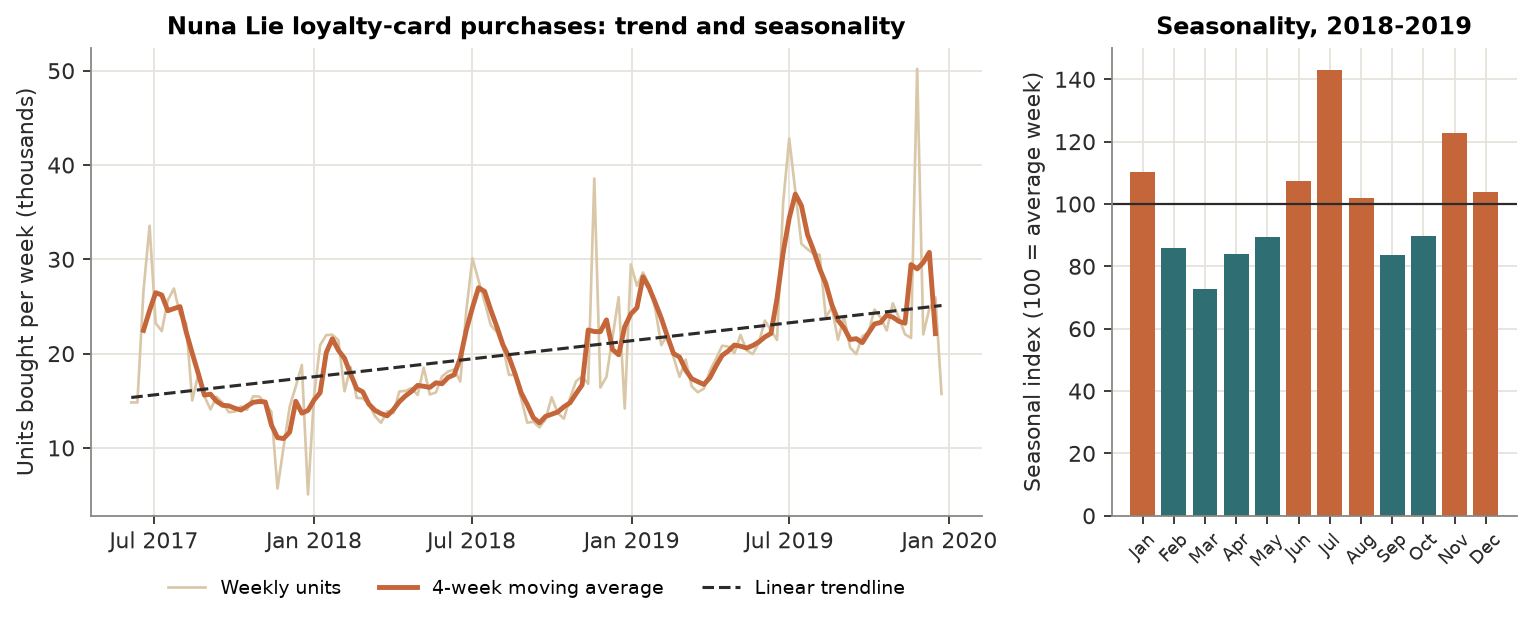 Nuna Lie loyalty-card purchases: trend and seasonality
Units bought per week (thousands)
50
40
30
20
10
Jul 2017
Jan 2018
Jul 2018
Jan 2019
Jul 2019
Jan 2020
Weekly units
4-week moving average
Linear trendline
Seasonality, 2018-2019
Seasonal index (100 = average week)
140
120
100
80
60
40
20
0
Jan
Feb
Mar
Apr
May
Jun
Jul
Aug
Sep
Oct
Nov
Dec